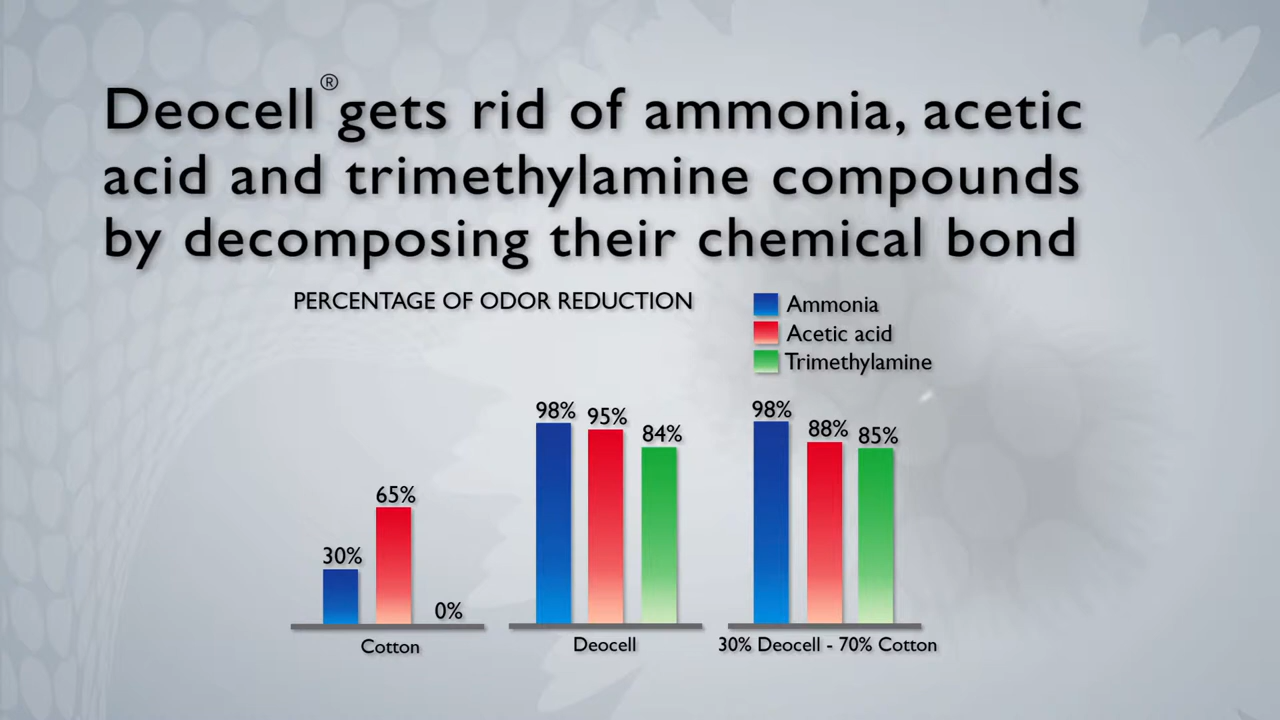 Deocell® gets rid of ammonia, acetic
acid and trimethylamine compounds
by decomposing their chemical bond
PERCENTAGE OF ODOR REDUCTION
Ammonia
Acetic acid
Trimethylamine
30%
65%
0%
Cotton
98%
95%
84%
Deocell
98%
88%
85%
30% Deocell - 70% Cotton